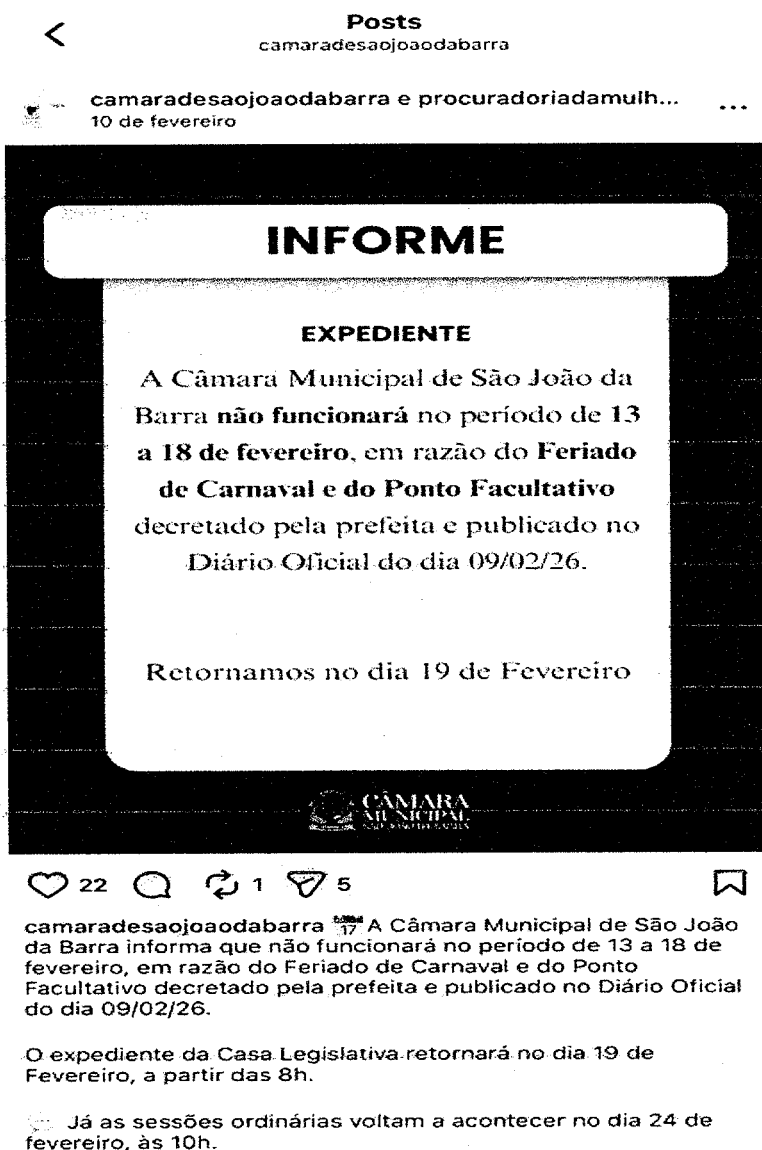 Posts
camaradesaojoaodabarra
camaradesaojoaodabarra e procuradoriadamulh...
10 de fevereiro
INFORME
EXPEDIENTE
A Câmara Municipal de São João da
Barra não funcionará no período de 13
a 18 de fevereiro, em razão do Feriado
de Carnaval e do Ponto Facultativo
decretado pela prefeita e publicado no
Diário Oficial do dia 09/02/26.
Retornamos no dia 19 de Fevereiro
CÂMARA
MUNICIPAL
22 1 5
camaradesaojoaodabarra 📅 A Câmara Municipal de São João
da Barra informa que não funcionará no período de 13 a 18 de
fevereiro, em razão do Feriado de Carnaval e do Ponto
Facultativo decretado pela prefeita e publicado no Diário Oficial
do dia 09/02/26.
O expediente da Casa Legislativa retornará no dia 19 de
Fevereiro, a partir das 8h.
Já as sessões ordinárias voltam a acontecer no dia 24 de
fevereiro, às 10h.